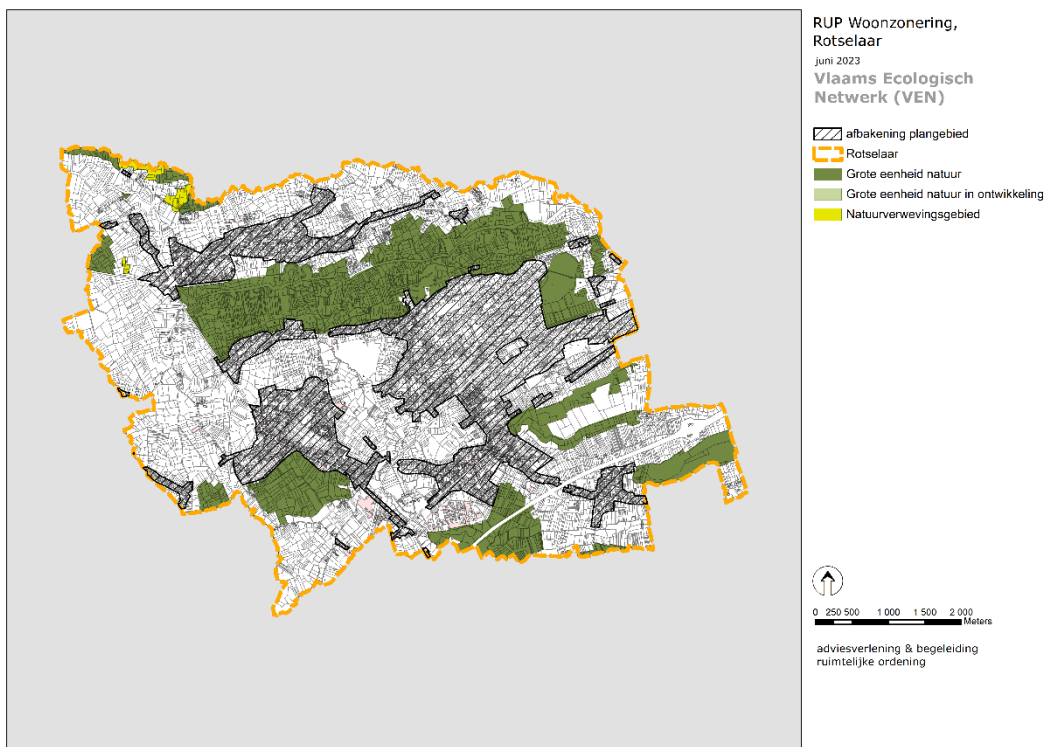 RUP Woonzonering,
Rotselaar
juni 2023
Vlaams Ecologisch
Netwerk (VEN)
afbakening plangebied
Rotselaar
Grote eenheid natuur
Grote eenheid natuur in ontwikkeling
Natuurverwevingsgebied
0 250 500 1 000 1 500 2 000
Meters
adviesverlening & begeleiding
ruimtelijke ordening